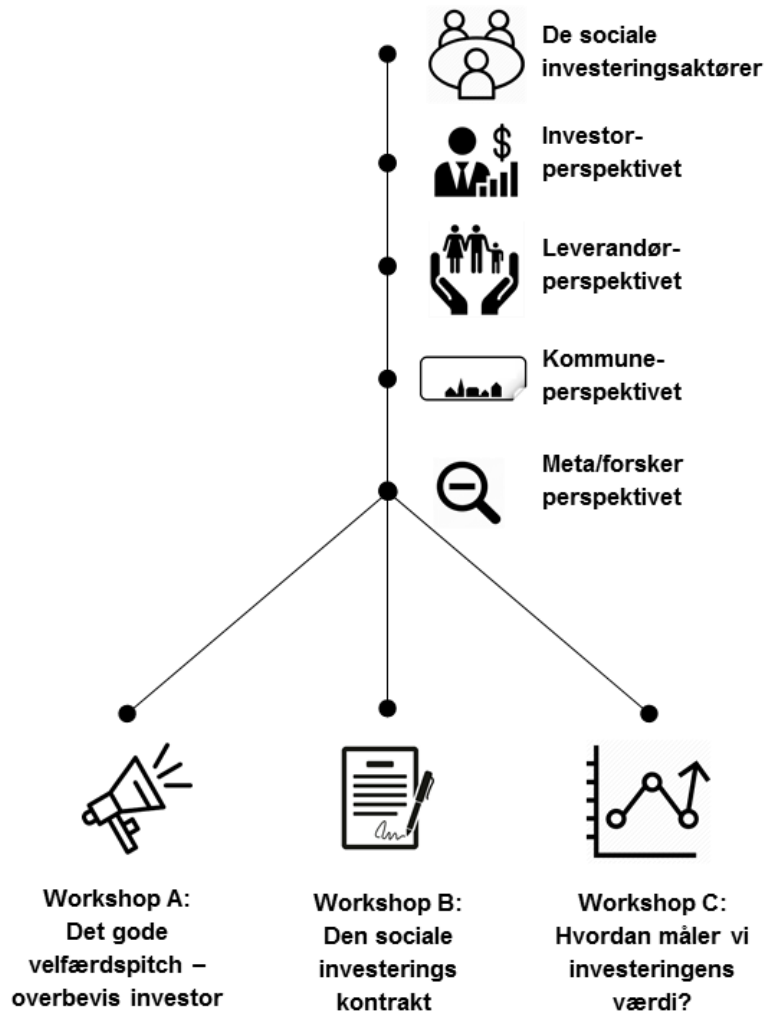 De sociale
investeringsaktører
Investor-
perspektivet
Leverandør-
perspektivet
Kommune-
perspektivet
Meta/forsker
perspektivet
Workshop A:
Det gode
velfærdspitch –
overbevis investor
Workshop B:
Den sociale
investerings
kontrakt
Workshop C:
Hvordan måler vi
investeringens
værdi?